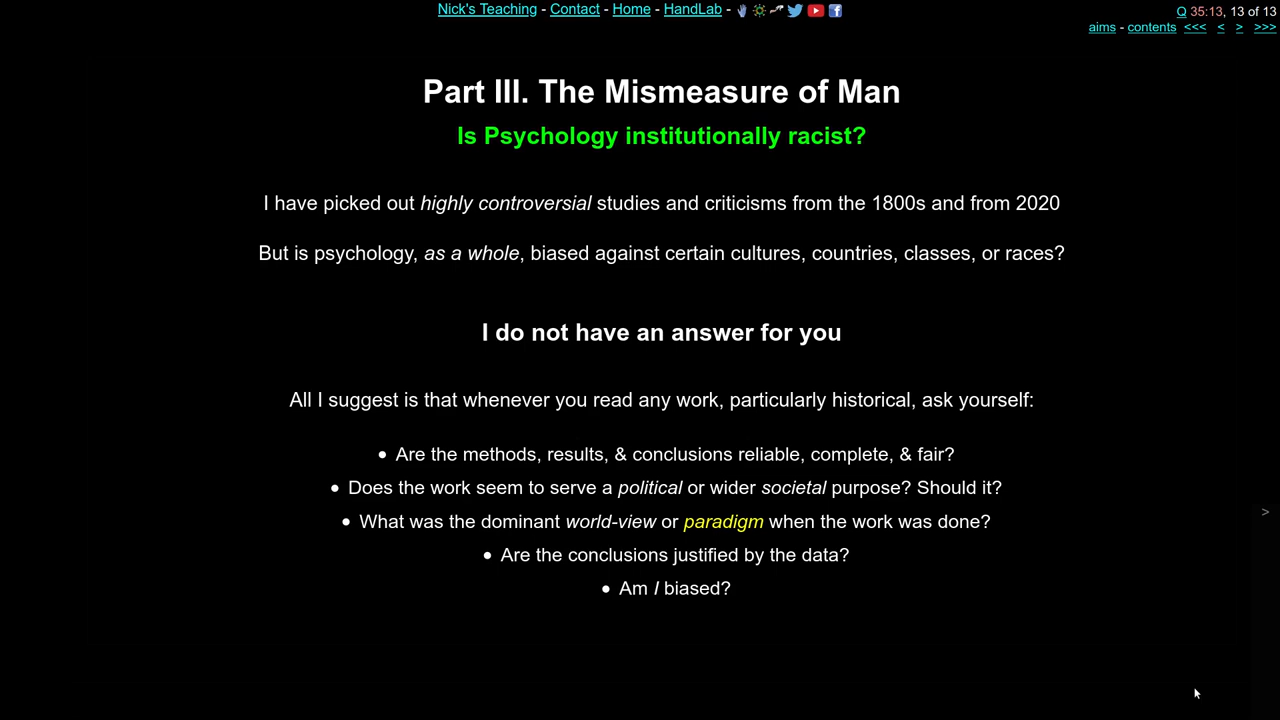 Nick's Teaching - Contact - Home - HandLab -
Q 35:13, 13 of 13
aims - contents <<< < > >>>
Part III. The Mismeasure of Man
Is Psychology institutionally racist?
I have picked out highly controversial studies and criticisms from the 1800s and from 2020
But is psychology, as a whole, biased against certain cultures, countries, classes, or races?
I do not have an answer for you
All I suggest is that whenever you read any work, particularly historical, ask yourself:
• Are the methods, results, & conclusions reliable, complete, & fair?
• Does the work seem to serve a political or wider societal purpose? Should it?
• What was the dominant world-view or paradigm when the work was done?
• Are the conclusions justified by the data?
• Am I biased?
>